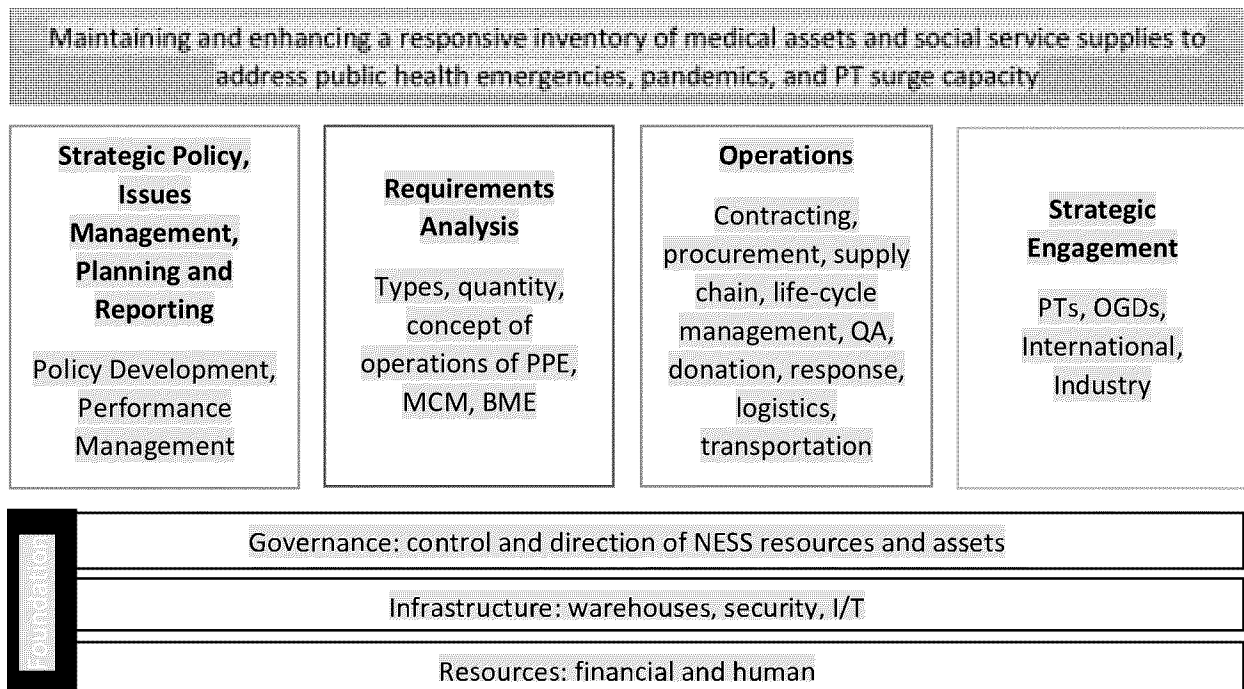 Maintaining and enhancing a responsive inventory of medical assets and social service supplies to
address public health emergencies, pandemics, and PT surge capacity
Strategic Policy,
Issues
Management,
Planning and
Reporting
Policy Development,
Performance
Management
Requirements
Analysis
Types, quantity,
concept of
operations of PPE,
MCM, BME
Operations
Contracting,
procurement, supply
chain, life-cycle
management, QA,
donation, response,
logistics,
transportation
Strategic
Engagement
PTs, OGDs,
International,
Industry
Foundation
Governance: control and direction of NESS resources and assets
Infrastructure: warehouses, security, I/T
Resources: financial and human